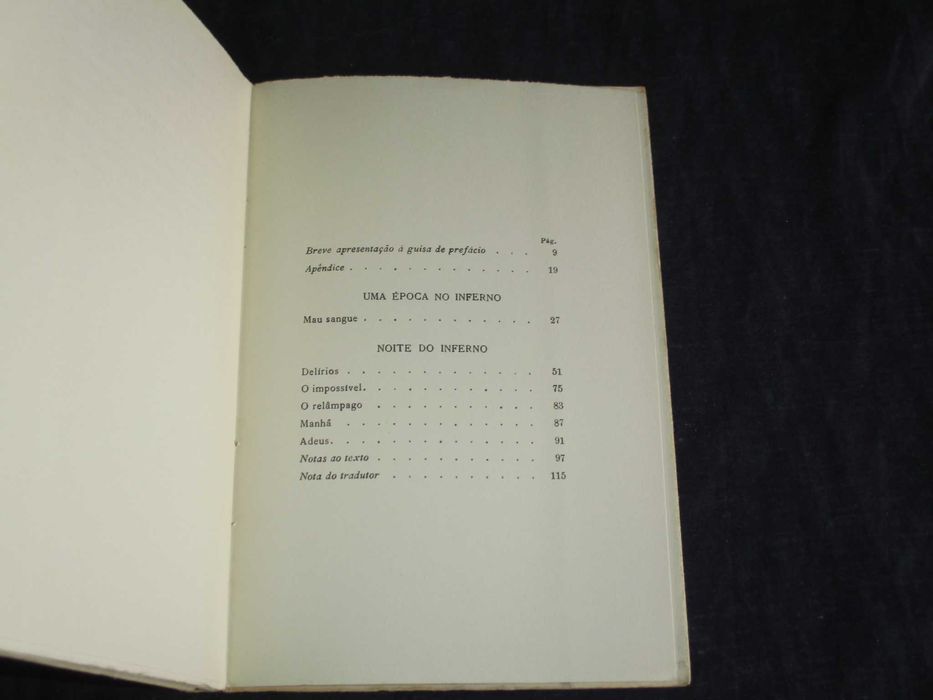 Pág.
Breve apresentação à guisa de prefácio . . . 9
Apêndice . . . . . . . . . . . . . 19
UMA ÉPOCA NO INFERNO
Mau sangue . . . . . . . . . . . . 27
NOITE DO INFERNO
Delírios . . . . . . . . . . . . . 51
O impossível. . . . . . . . . . . . 75
O relâmpago . . . . . . . . . . . 83
Manhã . . . . . . . . . . . . . 87
Adeus. . . . . . . . . . . . . . 91
Notas ao texto . . . . . . . . . . . 97
Nota do tradutor . . . . . . . . . . 115